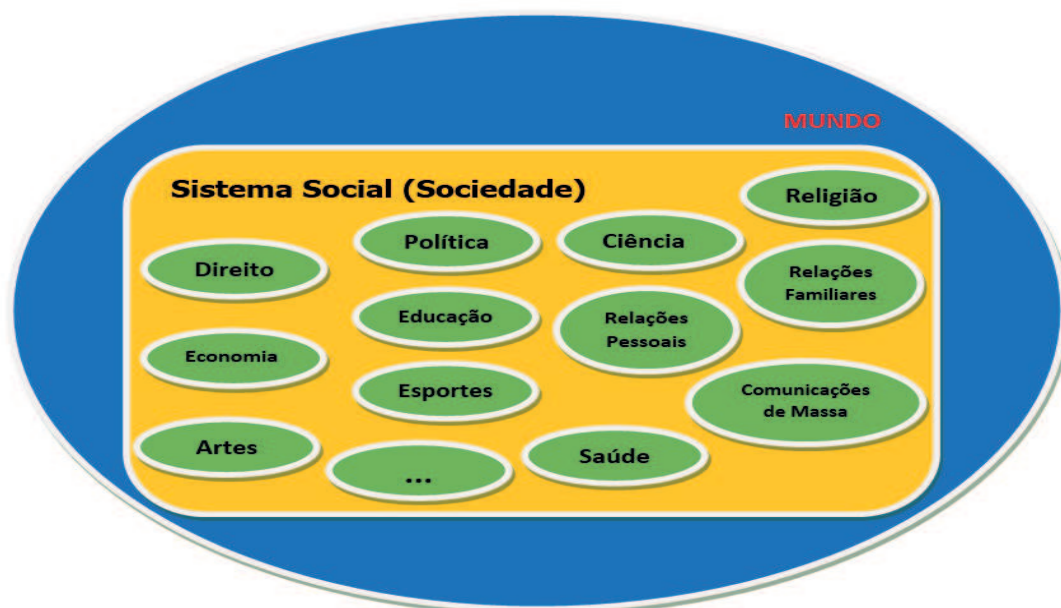 MUNDO
Sistema Social (Sociedade)
Religião
Política
Ciência
Direito
Relações
Familiares
Educação
Relações
Pessoais
Economia
Esportes
Comunicações
de Massa
Artes
...
Saúde